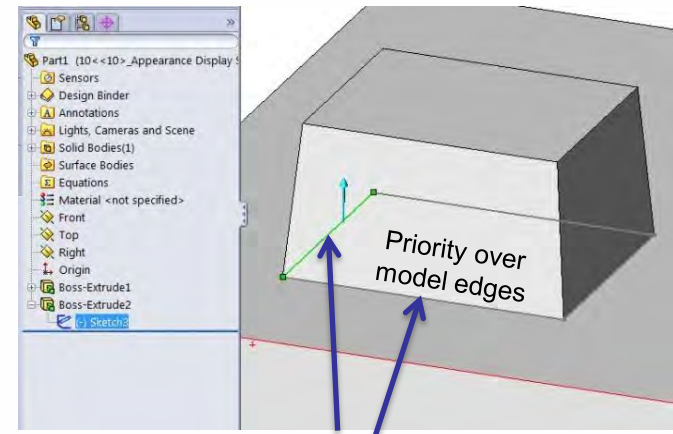 »
Part1 (10<<10>_Appearance Display S
Sensors
Design Binder
A Annotations
Lights, Cameras and Scene
Solid Bodies(1)
Surface Bodies
Σ Equations
Material <not specified>
Front
Top
Right
Origin
Boss-Extrude1
Boss-Extrude2
(-) Sketch3
Priority over
model edges